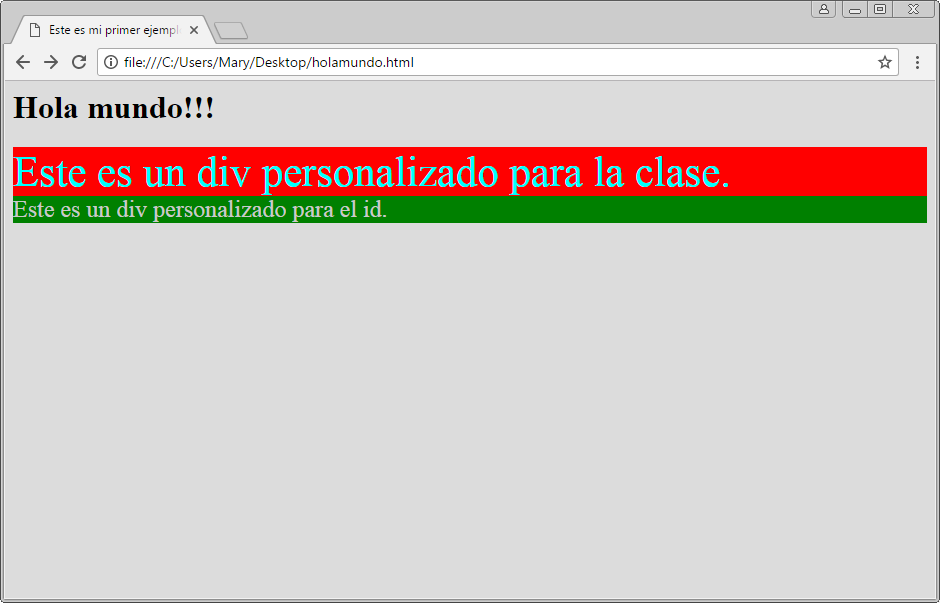 Este es mi primer ejempl
file:///C:/Users/Mary/Desktop/holamundo.html
Hola mundo!!!
Este es un div personalizado para la clase.
Este es un div personalizado para el id.